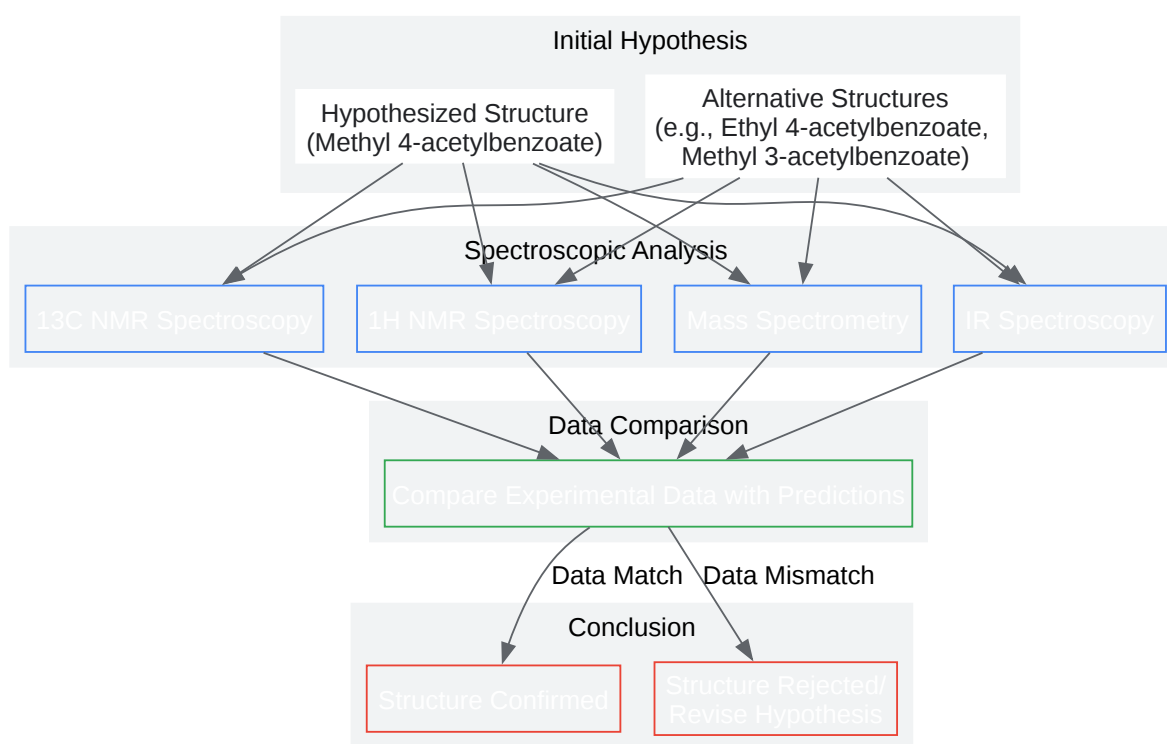 Initial Hypothesis
Hypothesized Structure
(Methyl 4-acetylbenzoate)
Alternative Structures
(e.g., Ethyl 4-acetylbenzoate,
Methyl 3-acetylbenzoate)
Spectroscopic Analysis
13C NMR Spectroscopy
1H NMR Spectroscopy
Mass Spectrometry
IR Spectroscopy
Data Comparison
Compare Experimental Data with Predictions
Data Match
Data Mismatch
Conclusion
Structure Confirmed
Structure Rejected/
Revise Hypothesis